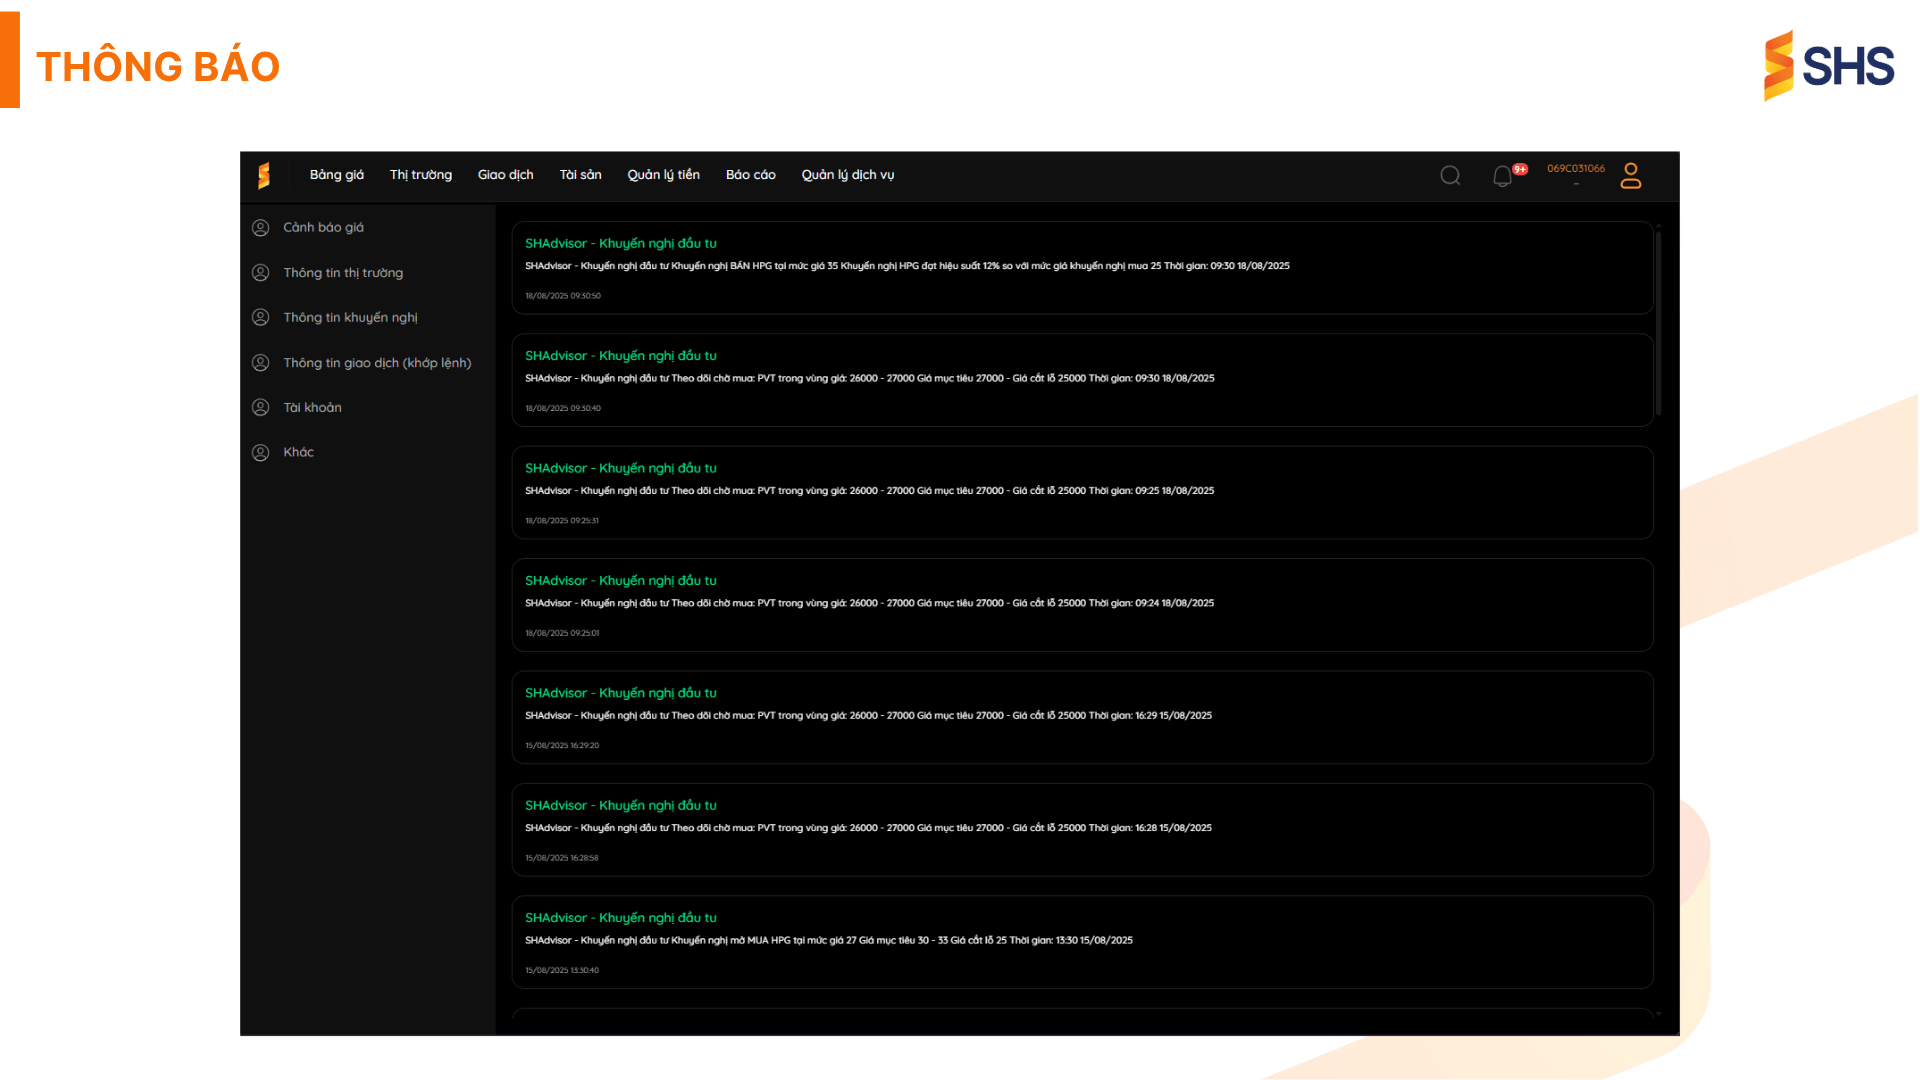 THÔNG BÁO
SHS
Bảng giá Thị trường Giao dịch Tài sản Quản lý tiền Báo cáo Quản lý dịch vụ
9+
069C031066
-
Cảnh báo giá
Thông tin thị trường
Thông tin khuyến nghị
Thông tin giao dịch (khớp lệnh)
Tài khoản
Khác
SHAdvisor - Khuyến nghị đầu tư
SHAdvisor - Khuyến nghị đầu tư Khuyến nghị BÁN HPG tại mức giá 35 Khuyến nghị HPG đạt hiệu suất 12% so với mức giá khuyến nghị mua 25 Thời gian: 09:30 18/08/2025
18/08/2025 09:30:50
SHAdvisor - Khuyến nghị đầu tư
SHAdvisor - Khuyến nghị đầu tư Theo dõi chờ mua: PVT trong vùng giá: 26000 - 27000 Giá mục tiêu 27000 - Giá cắt lỗ 25000 Thời gian: 09:30 18/08/2025
18/08/2025 09:30:40
SHAdvisor - Khuyến nghị đầu tư
SHAdvisor - Khuyến nghị đầu tư Theo dõi chờ mua: PVT trong vùng giá: 26000 - 27000 Giá mục tiêu 27000 - Giá cắt lỗ 25000 Thời gian: 09:25 18/08/2025
18/08/2025 09:25:31
SHAdvisor - Khuyến nghị đầu tư
SHAdvisor - Khuyến nghị đầu tư Theo dõi chờ mua: PVT trong vùng giá: 26000 - 27000 Giá mục tiêu 27000 - Giá cắt lỗ 25000 Thời gian: 09:24 18/08/2025
18/08/2025 09:25:01
SHAdvisor - Khuyến nghị đầu tư
SHAdvisor - Khuyến nghị đầu tư Theo dõi chờ mua: PVT trong vùng giá: 26000 - 27000 Giá mục tiêu 27000 - Giá cắt lỗ 25000 Thời gian: 16:29 15/08/2025
15/08/2025 16:29:20
SHAdvisor - Khuyến nghị đầu tư
SHAdvisor - Khuyến nghị đầu tư Theo dõi chờ mua: PVT trong vùng giá: 26000 - 27000 Giá mục tiêu 27000 - Giá cắt lỗ 25000 Thời gian: 16:28 15/08/2025
15/08/2025 16:28:58
SHAdvisor - Khuyến nghị đầu tư
SHAdvisor - Khuyến nghị đầu tư Khuyến nghị mở MUA HPG tại mức giá 27 Giá mục tiêu 30 - 33 Giá cắt lỗ 25 Thời gian: 13:30 15/08/2025
15/08/2025 13:30:40